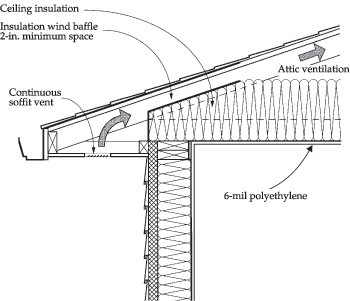 Ceiling insulation
Insulation wind baffle
2-in. minimum space
Attic ventilation
Continuous
soffit vent
6-mil polyethylene